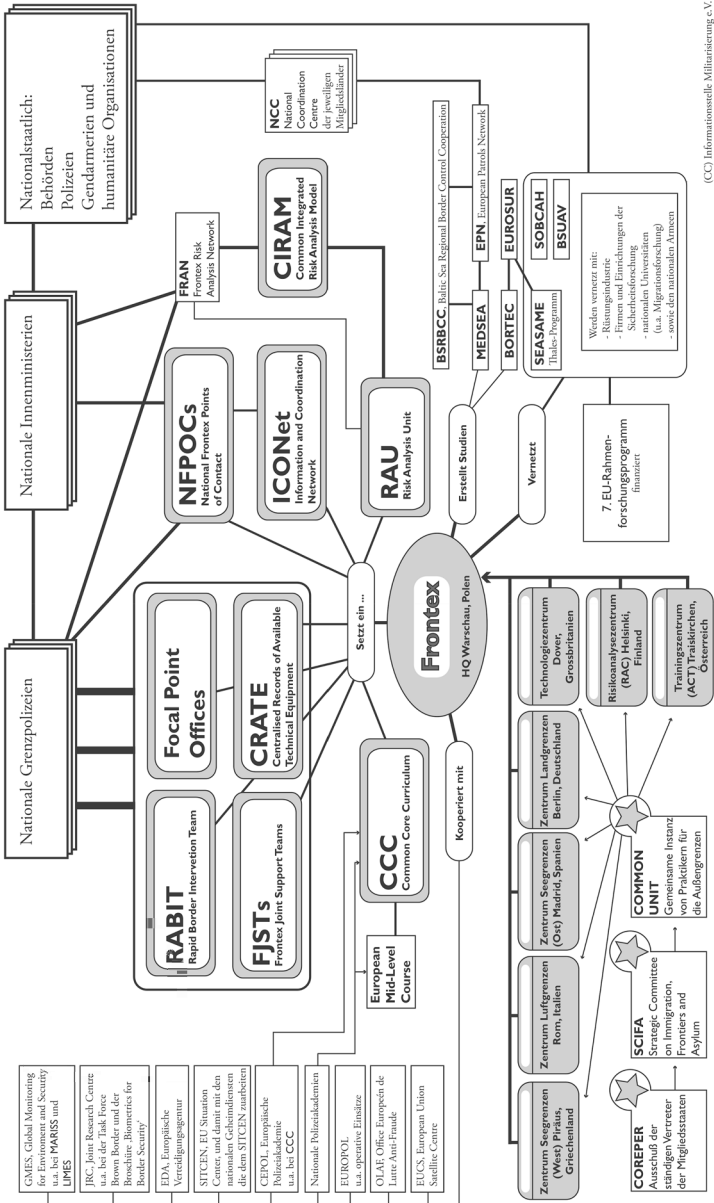 Nationale Grenzpolizeien
Nationale Innenministerien
Nationalstaatlich:
Behörden
Polizeien
Gendarmerien und
humanitäre Organisationen
GMES, Global Monitoring
for Environment and Security
u.a. bei MARISS und
LIMES
JRC, Joint Research Centre
u.a. bei der Task Force
Brown Border und der
Broschüre ‚Biometrics for
Border Security‘
EDA, Europäische
Verteidigungsagentur
SITCEN, EU Situation
Center, und damit mit den
nationalen Geheimdiensten
die dem SITCEN zuarbeiten
CEPOL, Europäische
Polizeiakademie
u.a. bei CCC
Nationale Polizeiakademien
EUROPOL
u.a. operative Einsätze
OLAF, Office Européen de
Lutte Anti-Fraude
EUCS, European Union
Satellite Centre
RABIT
Rapid Border Intervetion Team
Focal Point
Offices
FJSTs
Frontex Joint Support Teams
CRATE
Centralised Records of Available
Technical Equipment
NFPOCs
National Frontex Points
of Contact
ICONet
Information and Coordination
Network
FRAN
Frontex Risk
Analysis Network
CIRAM
Common Integrated
Risk Analysis Model
NCC
National
Coordination
Centre
der jeweiligen
Mitgliedsländer
European
Mid-Level
Course
CCC
Common Core Curriculum
Setzt ein ...
RAU
Risk Analysis Unit
Kooperiert mit
Frontex
HQ Warschau, Polen
Erstellt Studien
Vernetzt
BSRBCC, Baltic Sea Regional Border Control Cooperation
MEDSEA
EPN, European Patrols Network
BORTEC
EUROSUR
SEASAME
Thales-Programm
SOBCAH
BSUAV
Werden vernetzt mit:
- Rüstungsindustrie
- Firmen und Einrichtungen der
Sicherheitsforschung
- nationalen Universitäten
(u.a. Migrationsforschung)
- sowie den nationalen Armeen
7. EU-Rahmen-
forschungsprogramm
finanziert
Zentrum Seegrenzen
(West) Piräus,
Griechenland
Zentrum Luftgrenzen
Rom, Italien
Zentrum Seegrenzen
(Ost) Madrid, Spanien
Zentrum Landgrenzen
Berlin, Deutschland
Technologiezentrum
Dover,
Grossbritanien
Risikoanalysezentrum
(RAC) Helsinki,
Finland
Trainingszentrum
(ACT) Traiskirchen,
Österreich
COREPER
Ausschuß der
ständigen Vertreter
der Mitgliedsstaaten
SCIFA
Strategic Committee
on Immigration,
Frontiers and
Asylum
COMMON
UNIT
Gemeinsame Instanz
von Praktikern für
die Außengrenzen
(CC) Informationsstelle Militarisierung e.V.